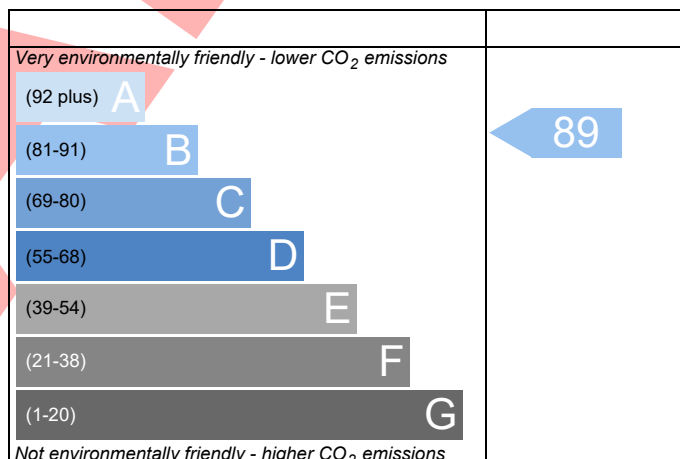 Very environmentally friendly - lower CO₂ emissions
(92 plus) A
(81-91) B
89
(69-80) C
(55-68) D
(39-54) E
(21-38) F
(1-20) G
Not environmentally friendly - higher CO₂ emissions